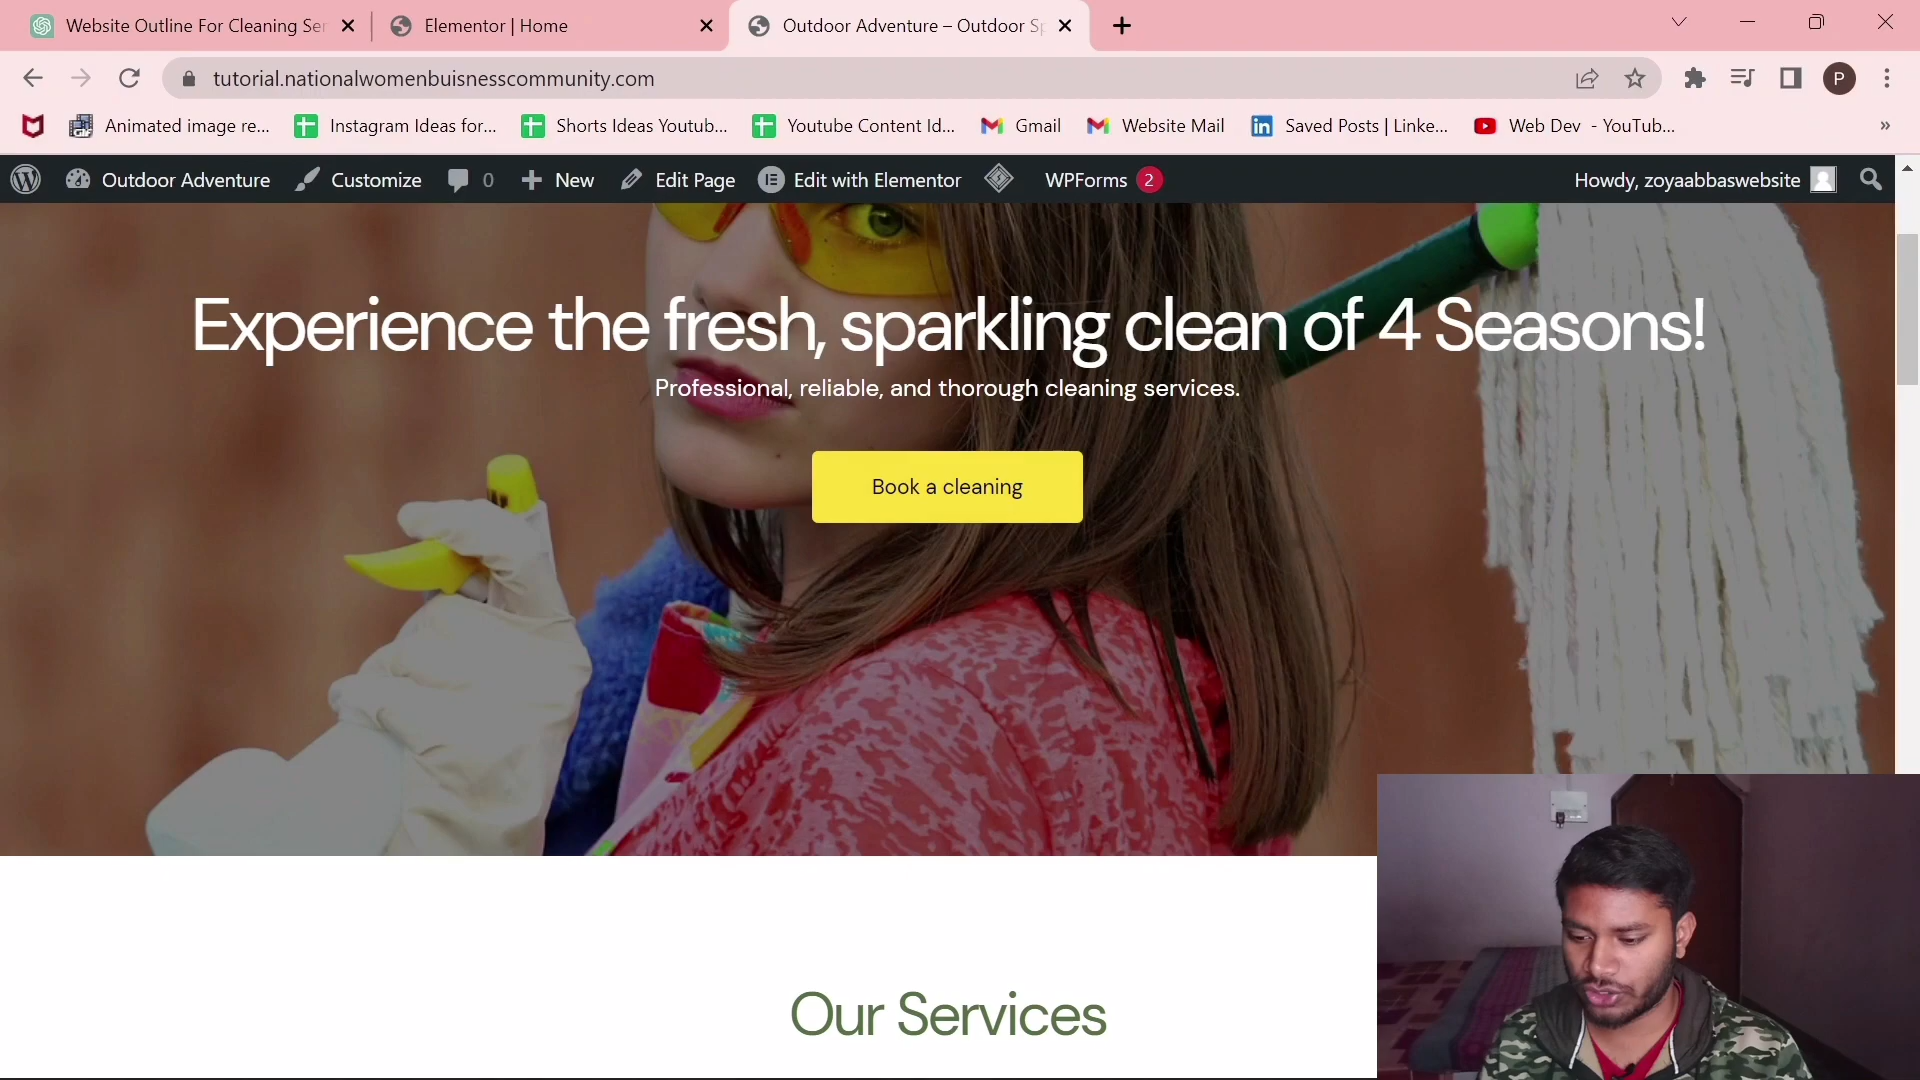 Website Outline For Cleaning Ser
Elementor | Home
Outdoor Adventure – Outdoor Sp
tutorial.nationalwomenbuisnesscommunity.com
P
Animated image re...
Instagram Ideas for...
Shorts Ideas Youtub...
Youtube Content Id...
Gmail
Website Mail
Saved Posts | Linke...
Web Dev - YouTub...
»
Outdoor Adventure
Customize
0
New
Edit Page
Edit with Elementor
WPForms 2
Howdy, zoyaabbaswebsite
Experience the fresh, sparkling clean of 4 Seasons!
Professional, reliable, and thorough cleaning services.
Book a cleaning
Our Services